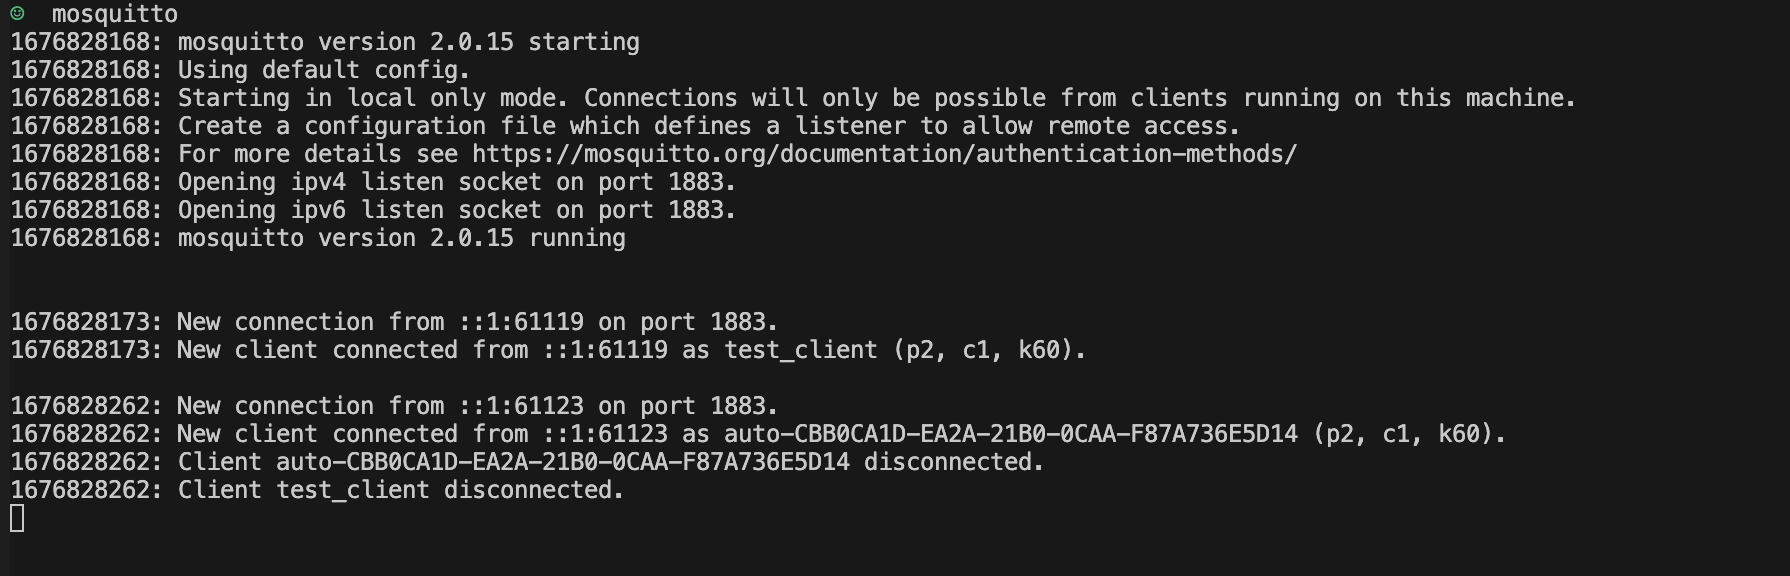 mosquitto
1676828168: mosquitto version 2.0.15 starting
1676828168: Using default config.
1676828168: Starting in local only mode. Connections will only be possible from clients running on this machine.
1676828168: Create a configuration file which defines a listener to allow remote access.
1676828168: For more details see https://mosquitto.org/documentation/authentication-methods/
1676828168: Opening ipv4 listen socket on port 1883.
1676828168: Opening ipv6 listen socket on port 1883.
1676828168: mosquitto version 2.0.15 running
1676828173: New connection from ::1:61119 on port 1883.
1676828173: New client connected from ::1:61119 as test_client (p2, c1, k60).
1676828262: New connection from ::1:61123 on port 1883.
1676828262: New client connected from ::1:61123 as auto-CBB0CA1D-EA2A-21B0-0CAA-F87A736E5D14 (p2, c1, k60).
1676828262: Client auto-CBB0CA1D-EA2A-21B0-0CAA-F87A736E5D14 disconnected.
1676828262: Client test_client disconnected.